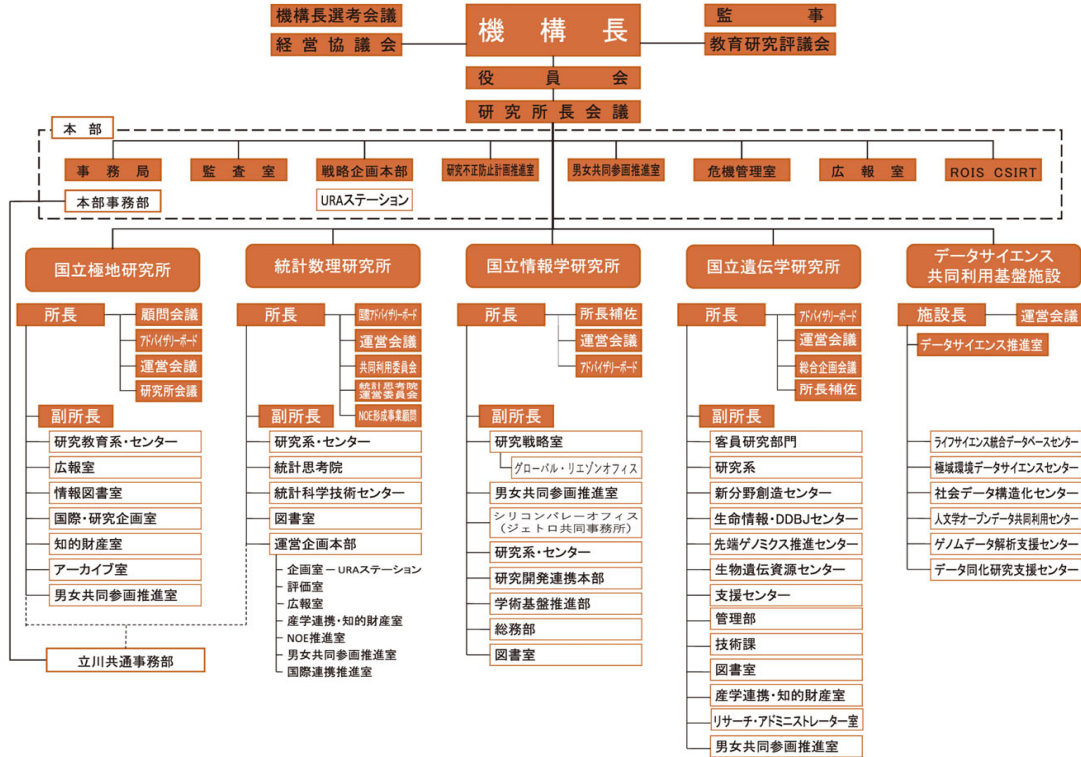 機構長選考会議
経営協議会
機構長
監事
教育研究評議会
役員会
研究所長会議
本部
事務局
監査室
戦略企画本部
研究不正防止計画推進室
男女共同参画推進室
危機管理室
広報室
ROIS CSIRT
本部事務部
URAステーション
国立極地研究所
所長
顧問会議
アドバイザリーボード
運営会議
研究所会議
副所長
研究教育系・センター
広報室
情報図書室
国際・研究企画室
知的財産室
アーカイブ室
男女共同参画推進室
立川共通事務部
統計数理研究所
所長
国際アドバイザリーボード
運営会議
共同利用委員会
統計思考院
運営委員会
NOE形成事業顧問
副所長
研究系・センター
統計思考院
統計科学技術センター
図書室
運営企画本部
企画室 ― URAステーション
評価室
広報室
産学連携・知的財産室
NOE推進室
男女共同参画推進室
国際連携推進室
国立情報学研究所
所長
所長補佐
運営会議
アドバイザリーボード
副所長
研究戦略室
グローバル・リエゾンオフィス
男女共同参画推進室
シリコンバレーオフィス
(ジェトロ共同事務所)
研究系・センター
研究開発連携本部
学術基盤推進部
総務部
図書室
国立遺伝学研究所
所長
アドバイザリーボード
運営会議
総合企画会議
所長補佐
副所長
客員研究部門
研究系
新分野創造センター
生命情報・DDBJセンター
先端ゲノミクス推進センター
生物遺伝資源センター
支援センター
管理部
技術課
図書室
産学連携・知的財産室
リサーチ・アドミニストレーター室
男女共同参画推進室
データサイエンス
共同利用基盤施設
施設長
運営会議
データサイエンス推進室
ライフサイエンス統合データベースセンター
極域環境データサイエンスセンター
社会データ構造化センター
人文学オープンデータ共同利用センター
ゲノムデータ解析支援センター
データ同化研究支援センター